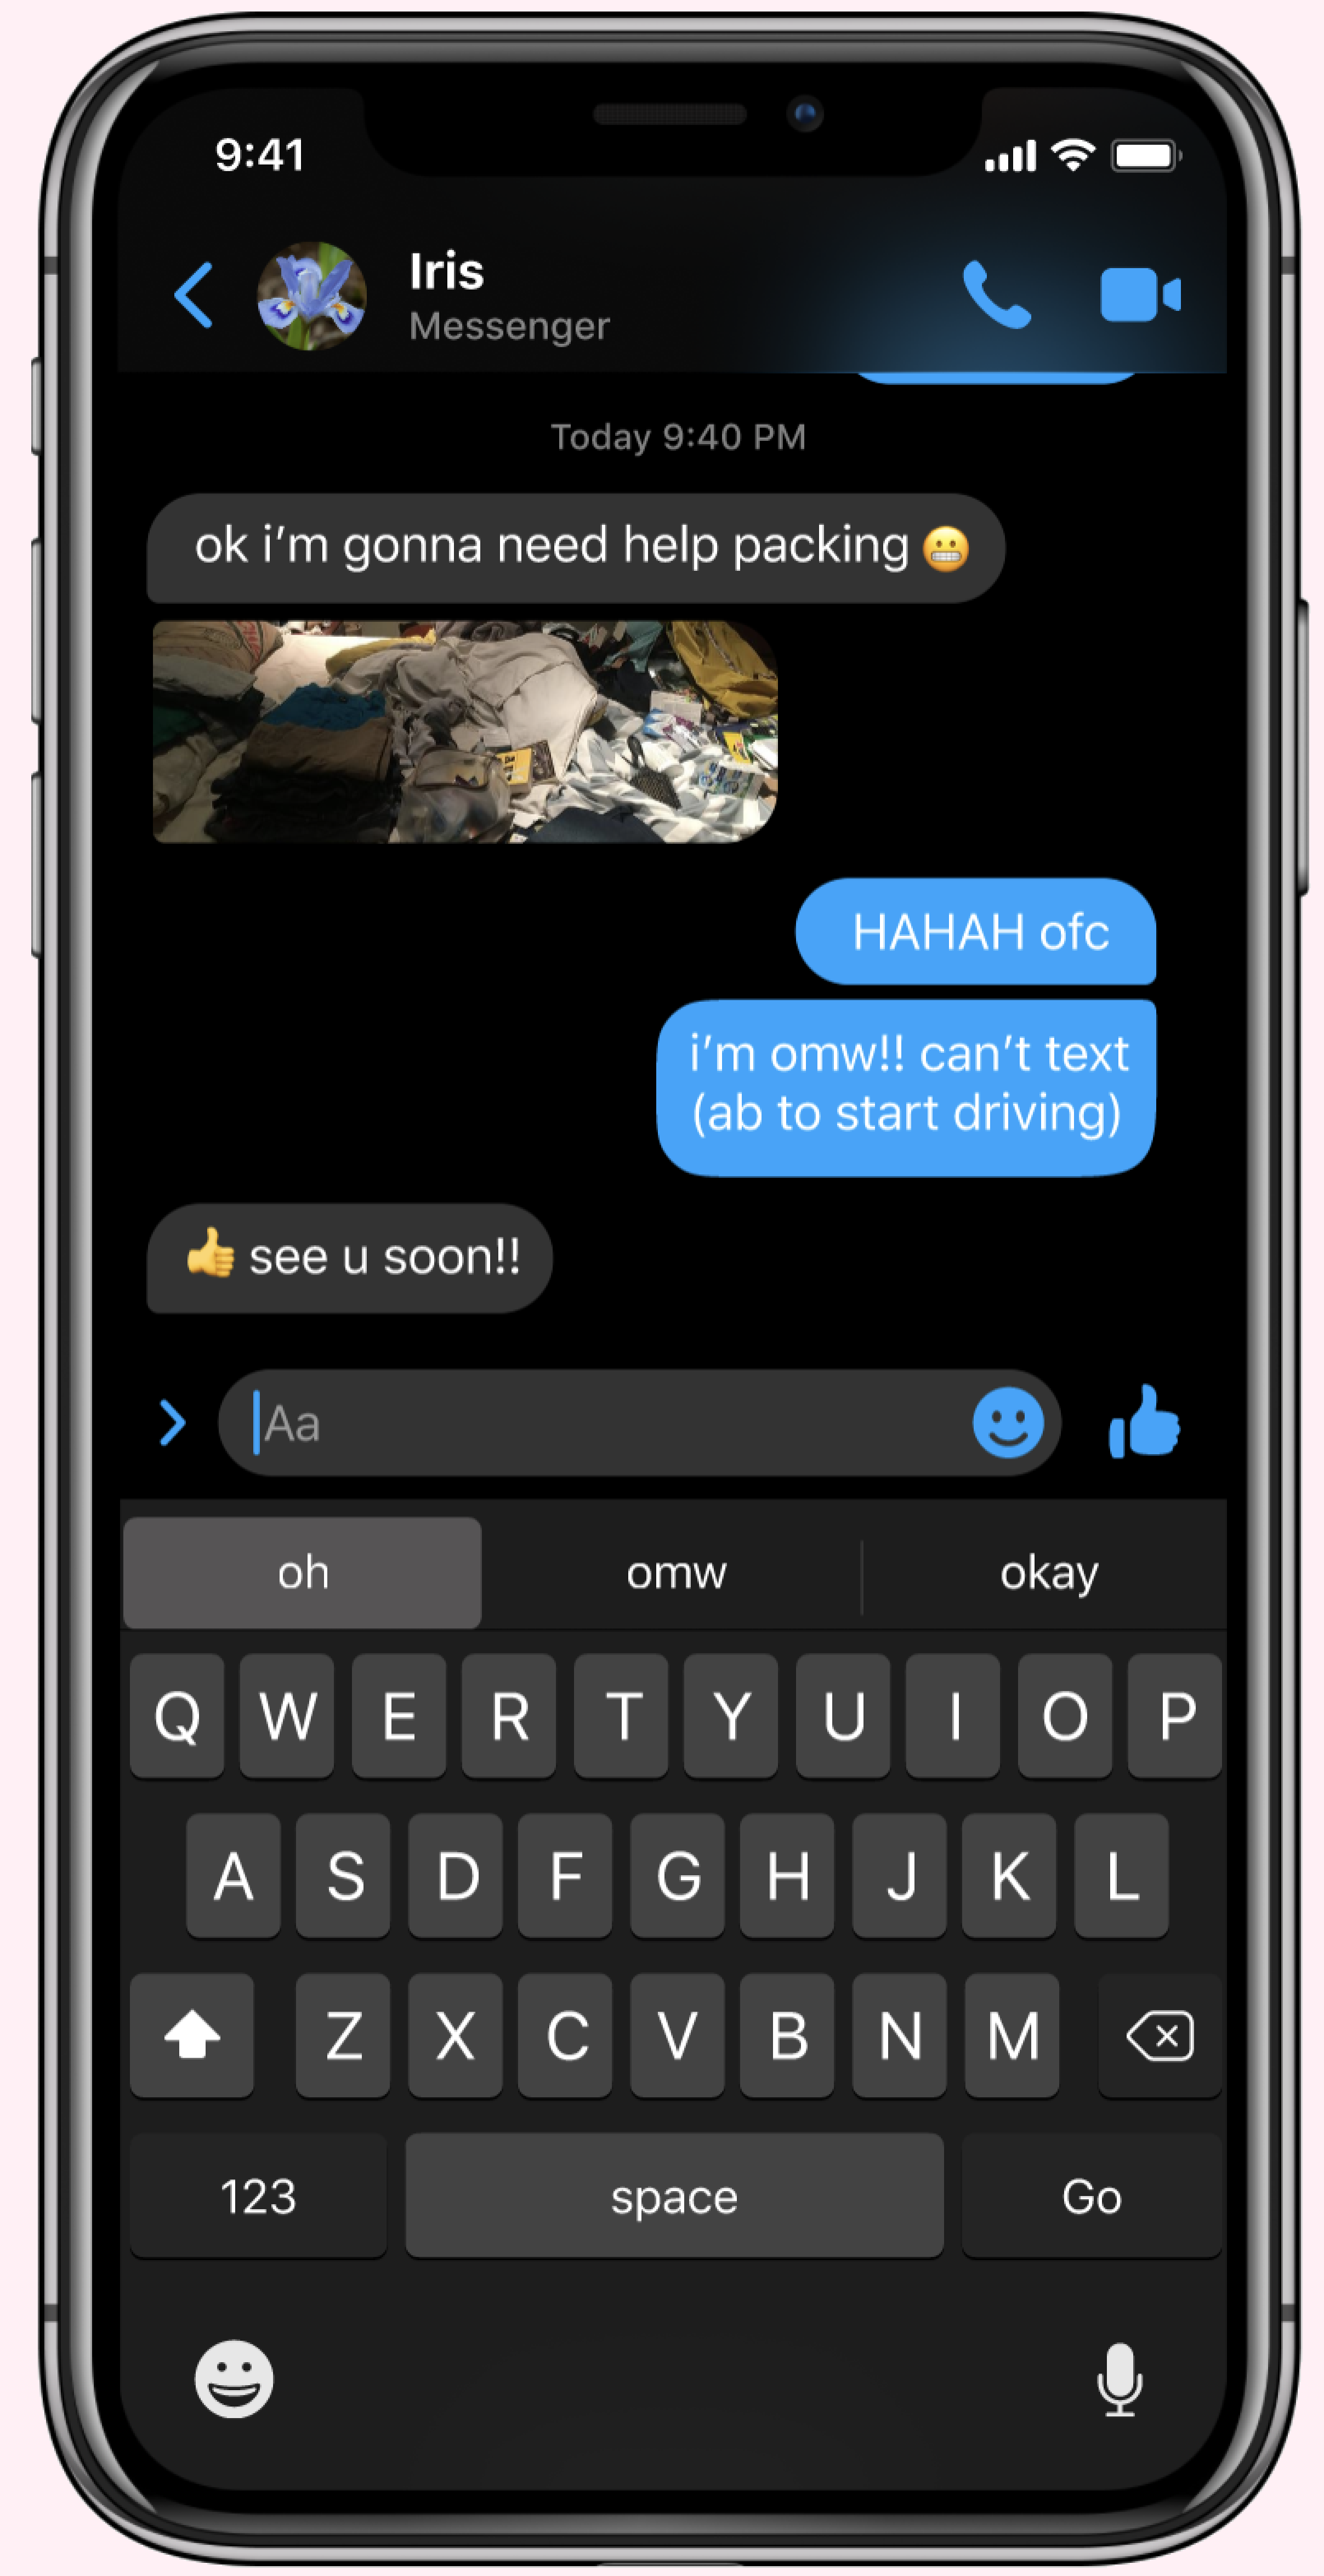 9:41
Iris
Messenger
Today 9:40 PM
ok i’m gonna need help packing 😬
HAHAH ofc
i’m omw!! can’t text
(ab to start driving)
👍 see u soon!!
Aa
oh omw okay
Q W E R T Y U I O P
A S D F G H J K L
Z X C V B N M
123 space Go